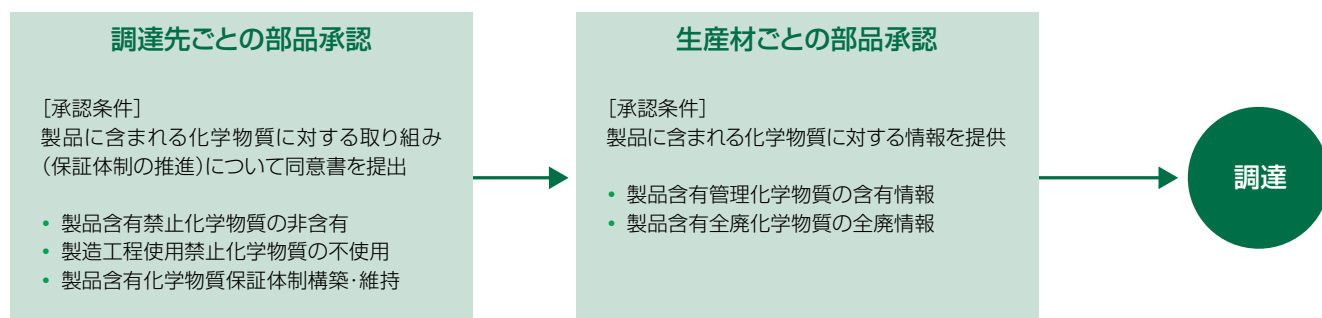 調達先ごとの部品承認
［承認条件］
製品に含まれる化学物質に対する取り組み
（保証体制の推進）について同意書を提出
• 製品含有禁止化学物質の非含有
• 製造工程使用禁止化学物質の不使用
• 製品含有化学物質保証体制構築・維持
生産材ごとの部品承認
［承認条件］
製品に含まれる化学物質に対する情報を提供
• 製品含有管理化学物質の含有情報
• 製品含有全廃化学物質の全廃情報
調達